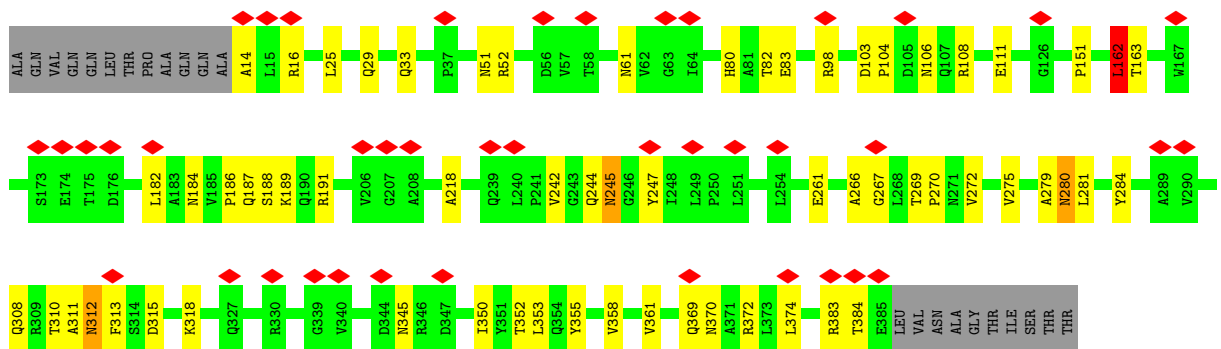 ALA GLN VAL GLN GLN LEU THR PRO ALA GLN GLN ALA A14 L15 R16 L25 Q29 Q33 P37 N51 R52 D56 V57 T58 N61 V62 G63 I64 H80 A81 T82 E83 R98 D103 P104 D105 N106 Q107 R108 E111 G126 P151 L162 T163 W167
S173 E174 T175 D176 L182 A183 N184 V185 P186 Q187 S188 K189 Q190 R191 V206 G207 A208 A218 Q239 L240 P241 V242 G243 Q244 N245 G246 Y247 I248 L249 P250 L251 L254 E261 A266 G267 L268 T269 P270 N271 V272 V275 A279 N280 L281 Y284 A289 V290
Q308 R309 T310 A311 N312 F313 S314 D315 K318 Q327 R330 G339 V340 D344 N345 R346 D347 I350 Y351 T352 L353 Q354 Y355 V358 V361 Q369 N370 A371 R372 L373 L374 R383 T384 E385 LEU VAL ASN ALA GLY THR ILE SER THR THR